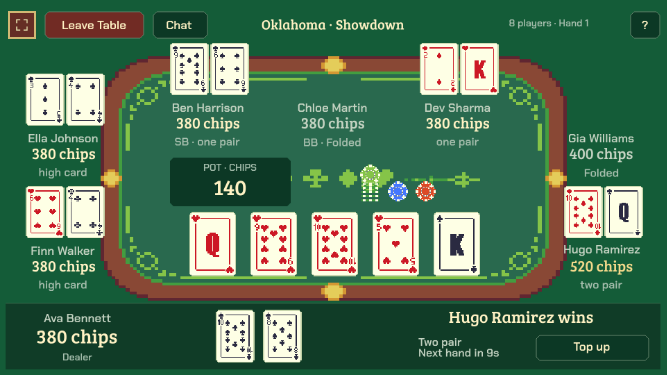 Leave Table
Chat
Oklahoma · Showdown
8 players · Hand 1
?
Ella Johnson
380 chips
high card
Ben Harrison
380 chips
SB · one pair
Chloe Martin
380 chips
BB · Folded
Dev Sharma
380 chips
one pair
Gia Williams
400 chips
Folded
Finn Walker
380 chips
high card
POT · CHIPS
140
Hugo Ramirez
520 chips
two pair
K
Q
Q
9
10
5
K
Ava Bennett
380 chips
Dealer
Hugo Ramirez wins
Two pair
Next hand in 9s
Top up